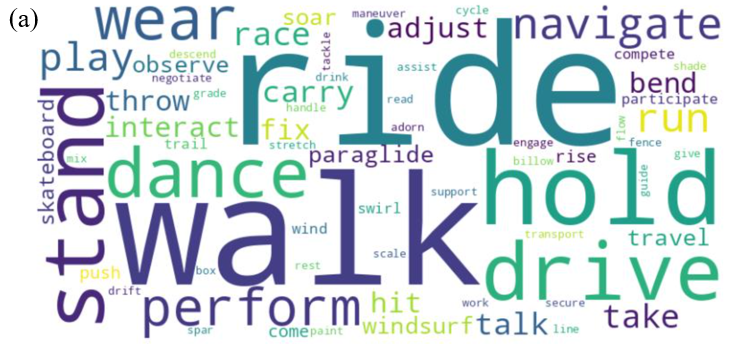 (a)
wear
race
soar
maneuver
cycle
adjust
navigate
play
observe
descend
negotiate
tackle
ride
drink
assist
compete
shade
bend
participate
throw
grade
carry
handle
read
run
skateboard
stand
interact
fix
adorn
flow
trail
stretch
engage
fence
mix
dance
paraglide
billow
rise
give
guide
hold
walk
support
swirl
wind
scale
transport
travel
push
box
rest
drive
drift
perform
hit
work
secure
take
spar
come
paint
windsurf
talk
line